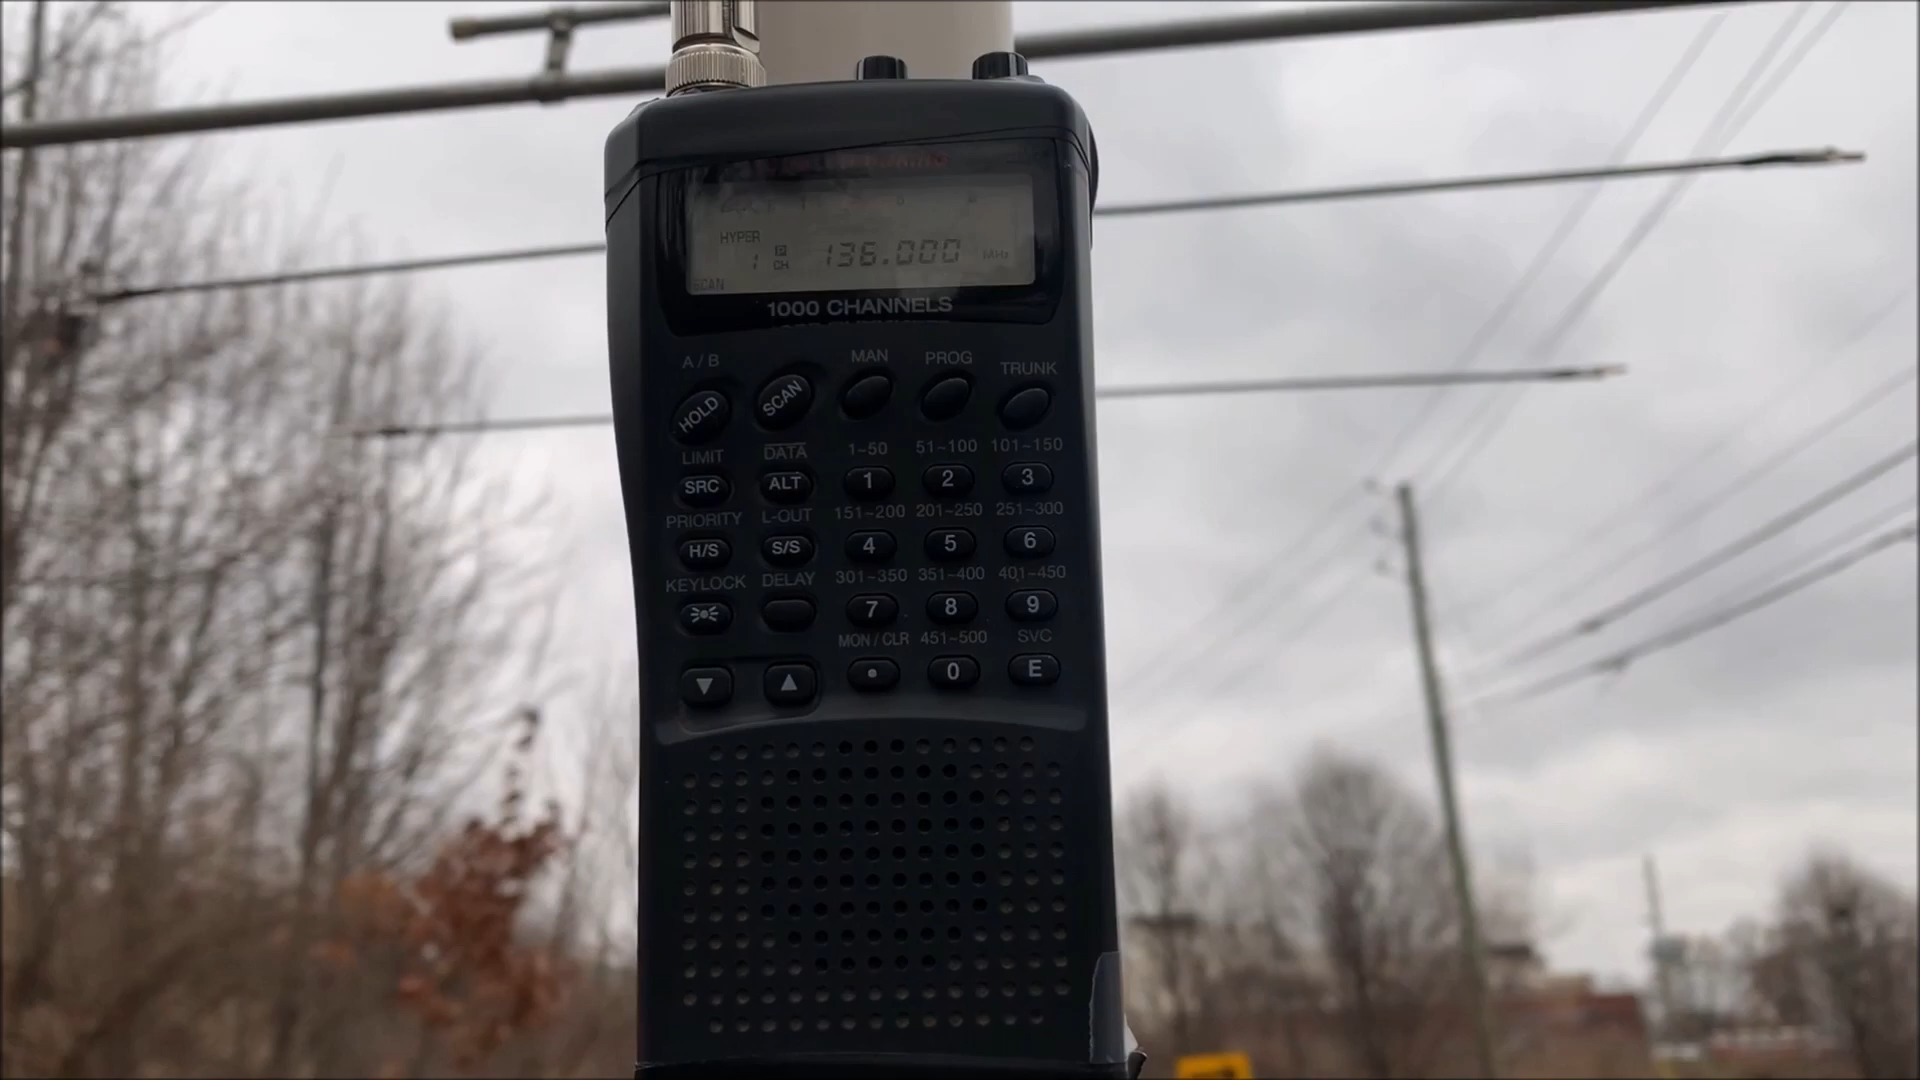 HYPER
1 P CH 136.000 MHz
SCAN
1000 CHANNELS
A / B MAN PROG TRUNK
HOLD SCAN
LIMIT DATA 1~50 51~100 101~150
SRC ALT 1 2 3
PRIORITY L-OUT 151~200 201~250 251~300
H/S S/S 4 5 6
KEYLOCK DELAY 301~350 351~400 401~450
7 8 9
MON / CLR 451~500 SVC
▼ ▲ • 0 E